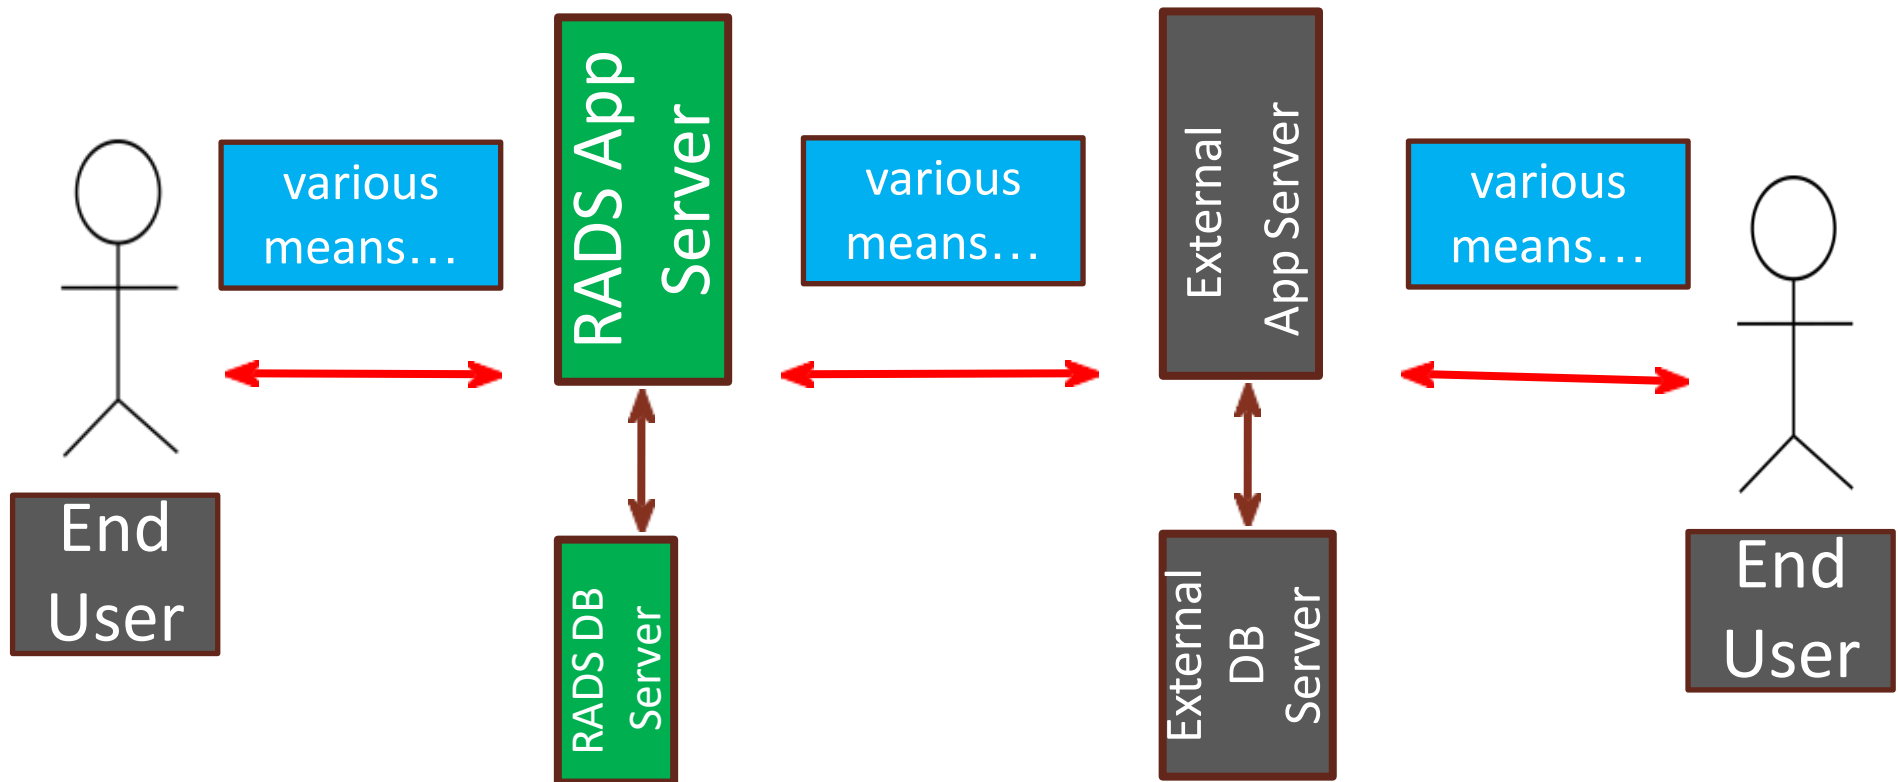 various
means…
RADS App
Server
various
means…
External
App Server
various
means…
End
User
RADS DB
Server
External
DB
Server
End
User